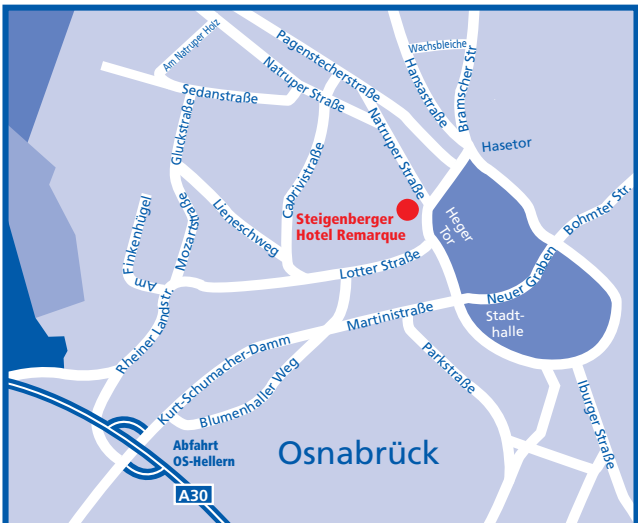 Am Natruper Holz
Pagenstecherstraße
Wachsbleiche
Hansastraße
Bramscher Str
Natruper Straße
Sedanstraße
Natruper Straße
Gluckstraße
Hasetor
Caprivistraße
Lieneschweg
Steigenberger
Hotel Remarque
Heger
Tor
Bohmter Str.
Finkenhügel
Am
Mozartstraße
Lotter Straße
Neuer Graben
Rheiner Landstr.
Martinistraße
Stadt-
halle
Kurt-Schumacher-Damm
Parkstraße
Blumenhaller Weg
Iburger Straße
Abfahrt
OS-Hellern
Osnabrück
A30